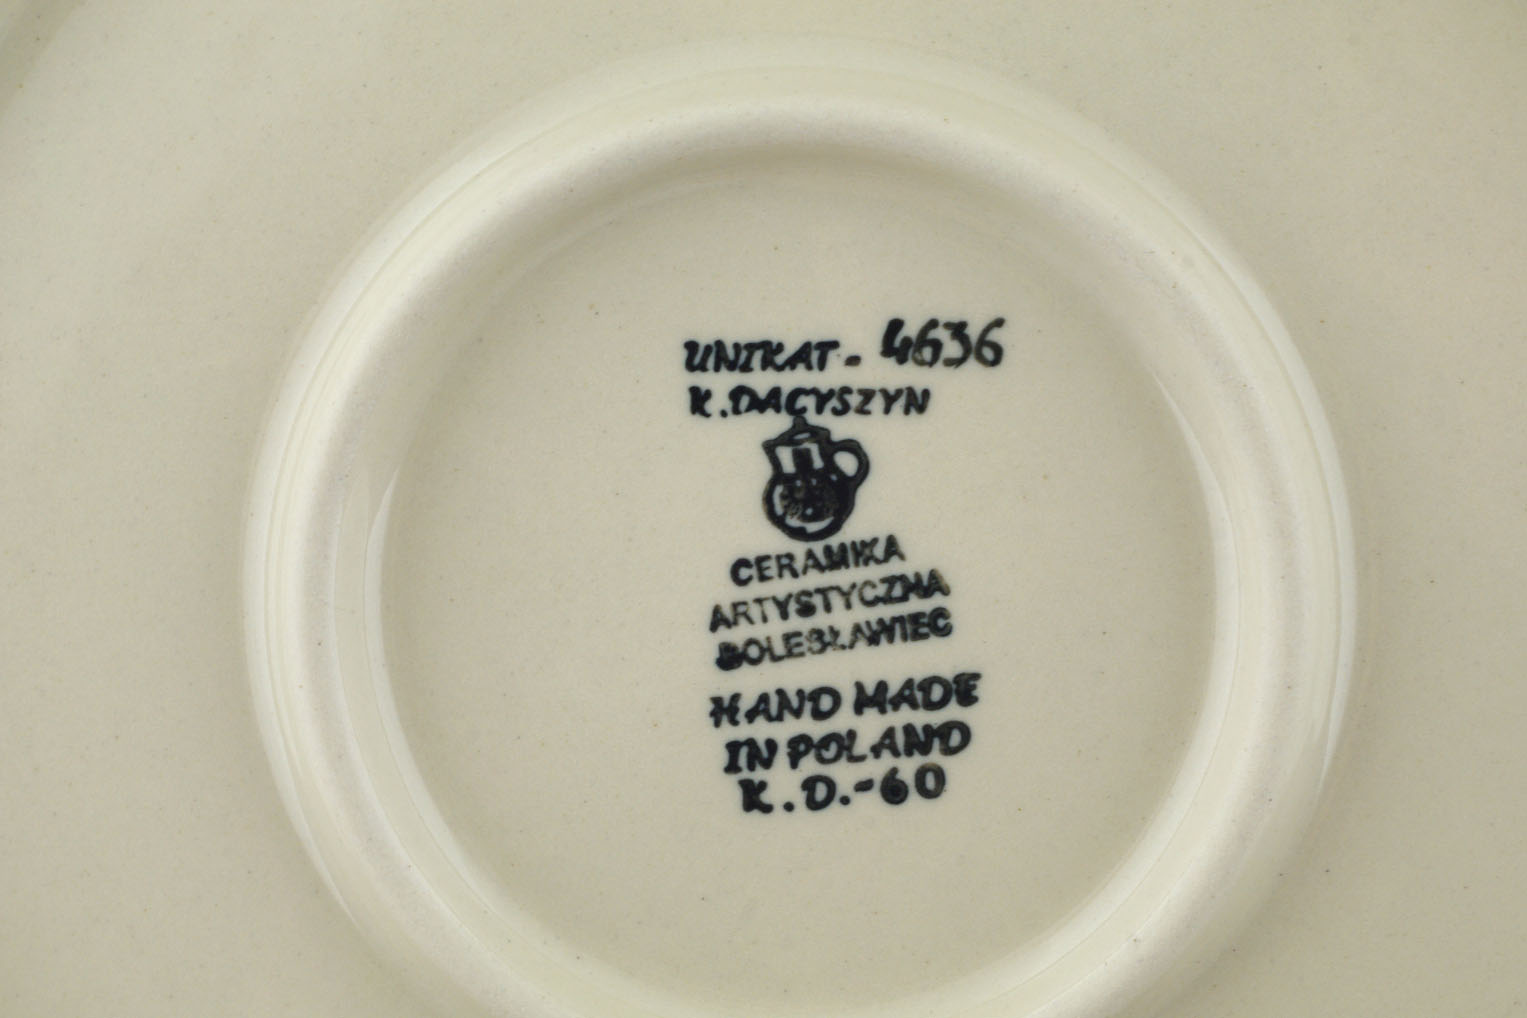 UNIKAT - 4636
K. DACYSZYN
CERAMIKA
ARTYSTYCZNA
BOLESŁAWIEC
HAND MADE
IN POLAND
K.D.-60